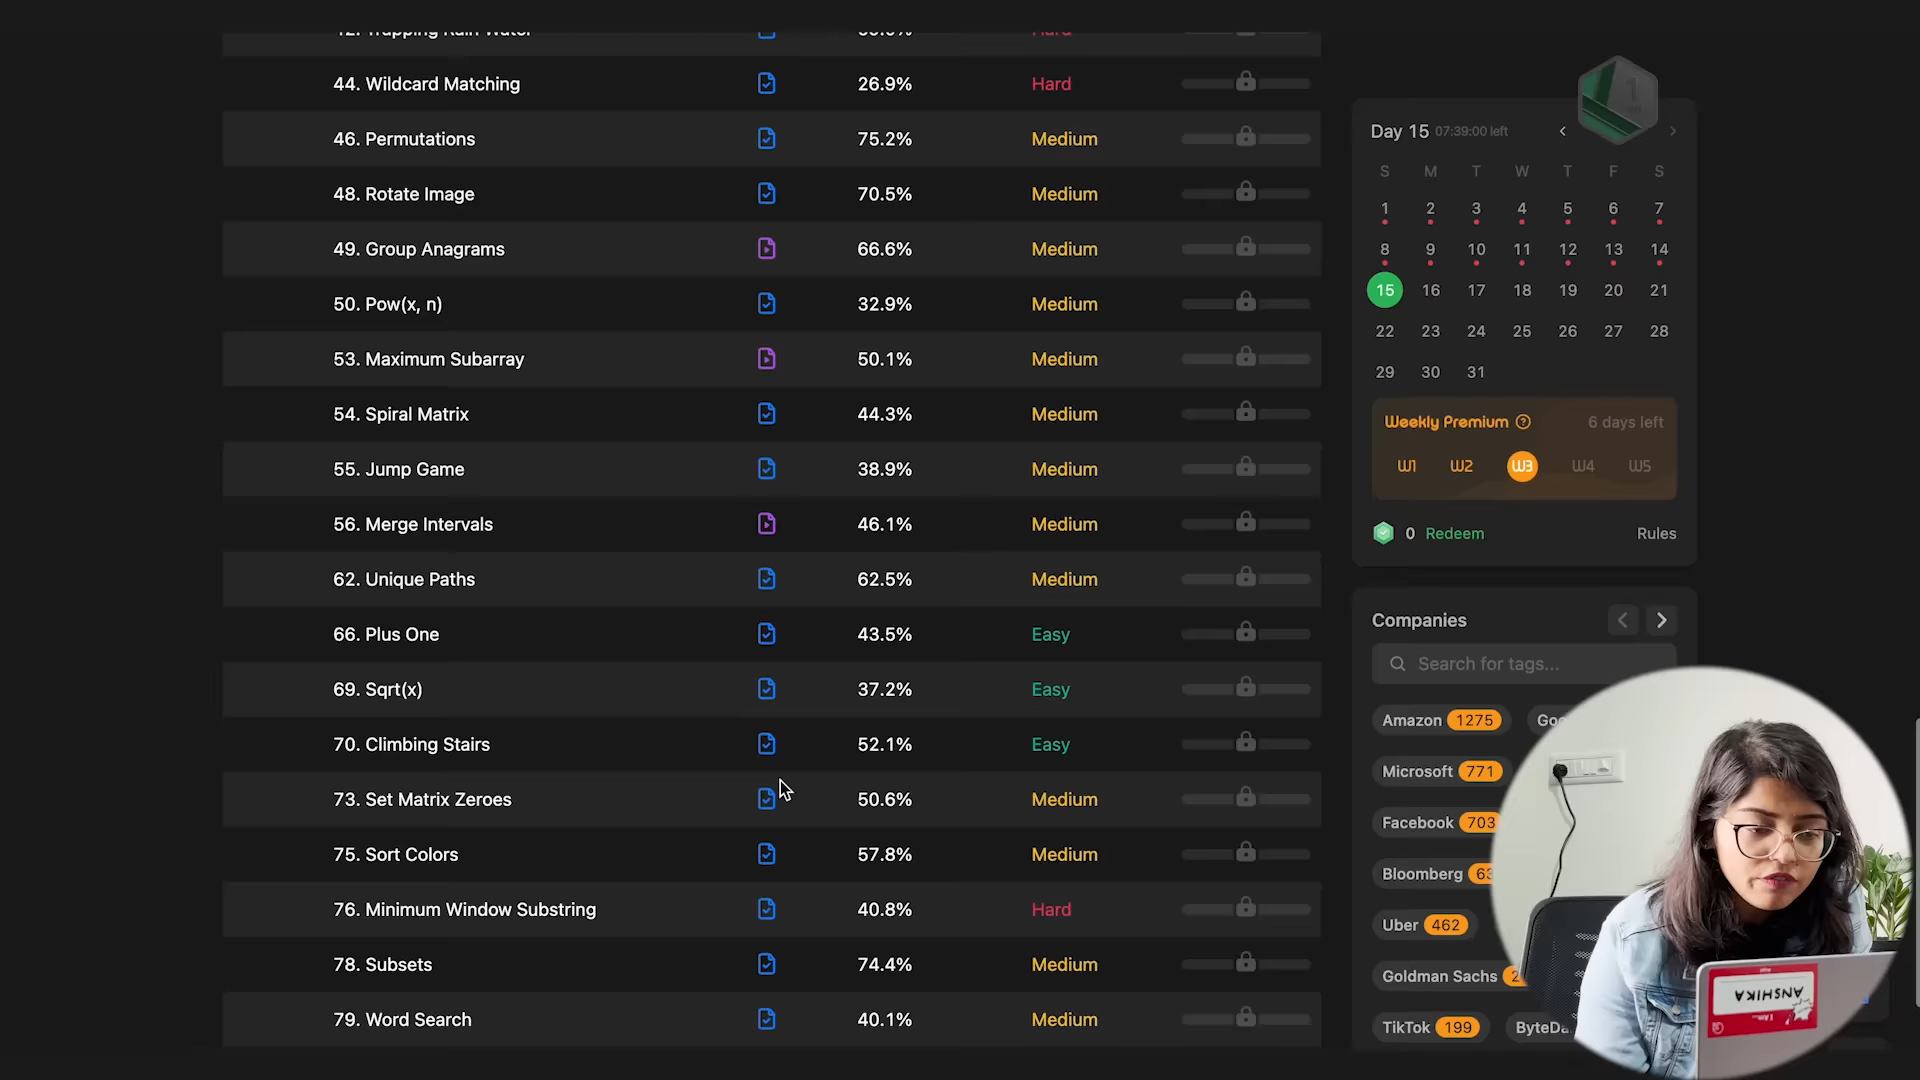 44. Wildcard Matching 26.9% Hard
46. Permutations 75.2% Medium
48. Rotate Image 70.5% Medium
49. Group Anagrams 66.6% Medium
50. Pow(x, n) 32.9% Medium
53. Maximum Subarray 50.1% Medium
54. Spiral Matrix 44.3% Medium
55. Jump Game 38.9% Medium
56. Merge Intervals 46.1% Medium
62. Unique Paths 62.5% Medium
66. Plus One 43.5% Easy
69. Sqrt(x) 37.2% Easy
70. Climbing Stairs 52.1% Easy
73. Set Matrix Zeroes 50.6% Medium
75. Sort Colors 57.8% Medium
76. Minimum Window Substring 40.8% Hard
78. Subsets 74.4% Medium
79. Word Search 40.1% Medium
Day 15 07:39:00 left
S M T W T F S
1 2 3 4 5 6 7
8 9 10 11 12 13 14
15 16 17 18 19 20 21
22 23 24 25 26 27 28
29 30 31
Weekly Premium 6 days left
W1 W2 W3 W4 W5
0 Redeem Rules
Companies
Search for tags...
Amazon 1275
Microsoft 771
Facebook 703
Bloomberg
Uber 462
Goldman Sachs
TikTok 199
ANSHIKA